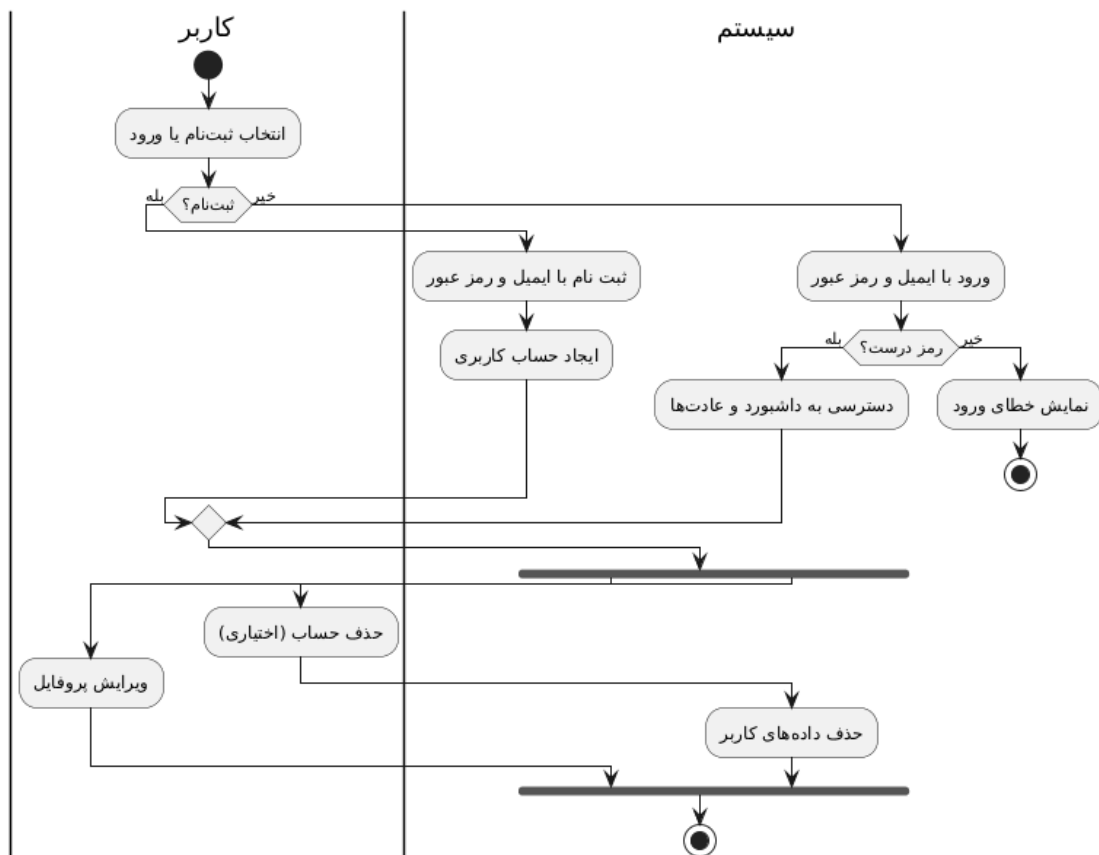 کاربر
سیستم
انتخاب ثبت‌نام یا ورود
ثبت‌نام؟
بله
خیر
ثبت نام با ایمیل و رمز عبور
ورود با ایمیل و رمز عبور
ایجاد حساب کاربری
رمز درست؟
بله
خیر
دسترسی به داشبورد و عادت‌ها
نمایش خطای ورود
حذف حساب (اختیاری)
ویرایش پروفایل
حذف داده‌های کاربر